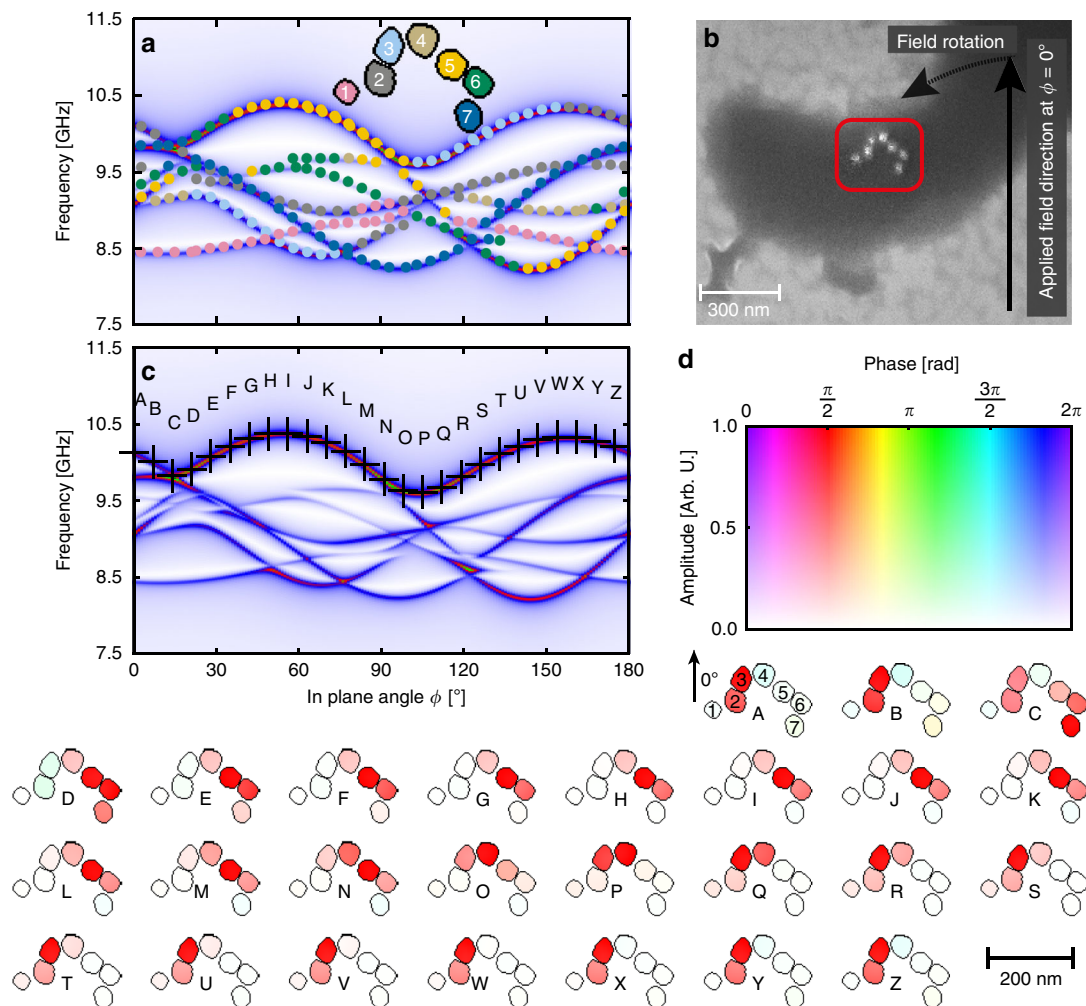 a
11.5
10.5
9.5
8.5
7.5
Frequency [GHz]
1
2
3
4
5
6
7
b
Field rotation
Applied field direction at ϕ = 0°
300 nm
c
11.5
10.5
9.5
8.5
7.5
Frequency [GHz]
A B C D E F G H I J K L M N O P Q R S T U V W X Y Z
0 30 60 90 120 150 180
In plane angle ϕ [°]
d
Phase [rad]
0 π/2 π 3π/2 2π
1.0
0.5
0.0
Amplitude [Arb. U.]
0°
1 2 3 4 5 6 7
A B C
D E F G H I J K
L M N O P Q R S
T U V W X Y Z
200 nm